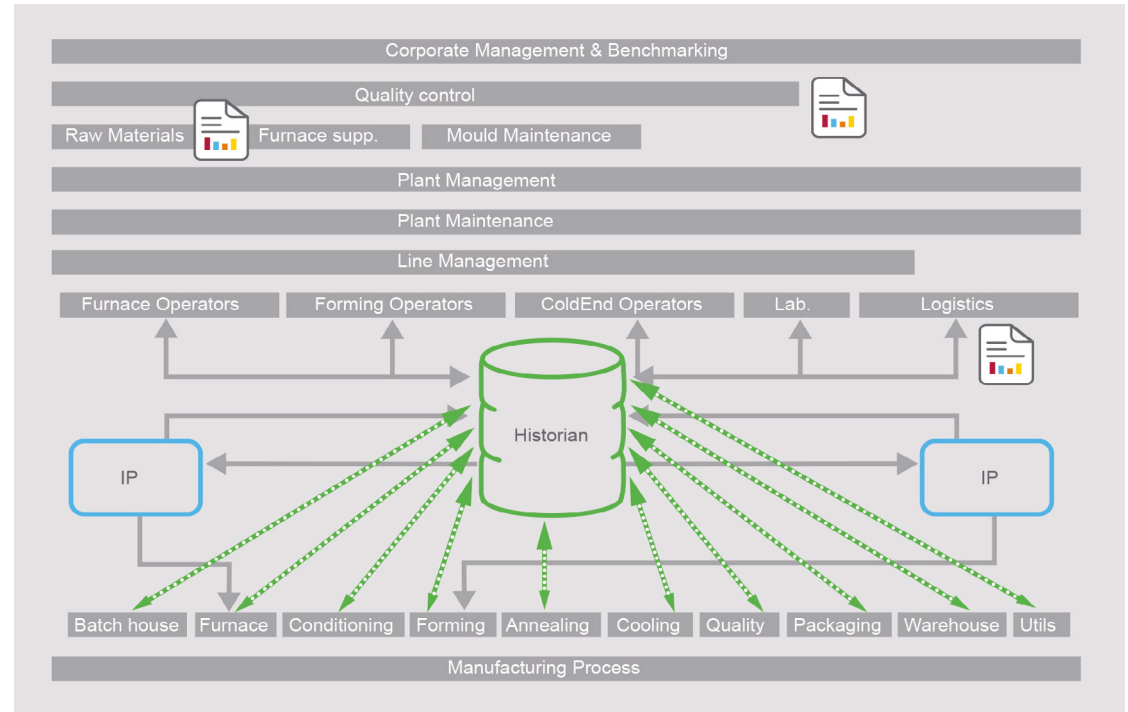 Corporate Management & Benchmarking
Quality control
Raw Materials
Furnace supp.
Mould Maintenance
Plant Management
Plant Maintenance
Line Management
Furnace Operators
Forming Operators
ColdEnd Operators
Lab.
Logistics
Historian
IP
IP
Batch house
Furnace
Conditioning
Forming
Annealing
Cooling
Quality
Packaging
Warehouse
Utils
Manufacturing Process